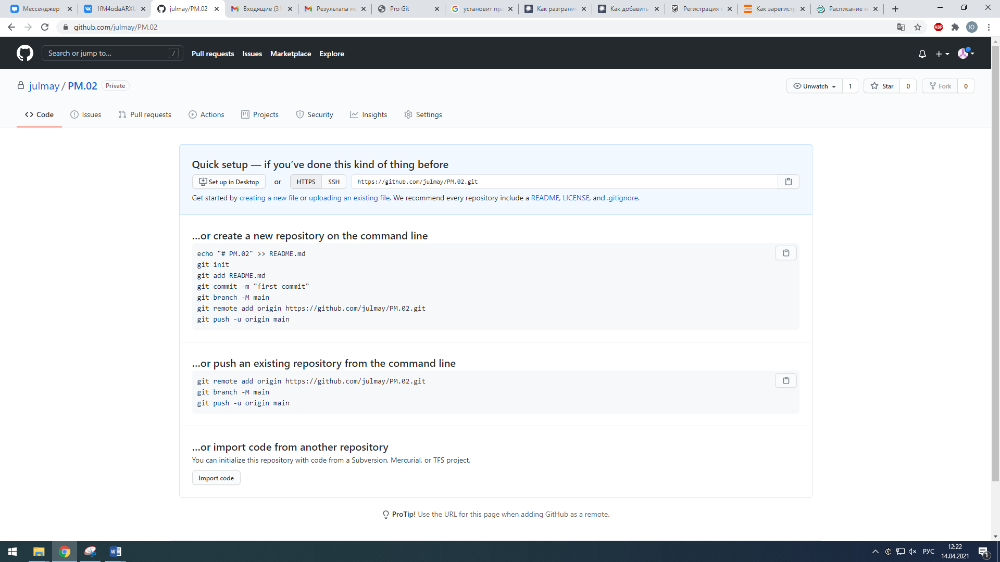 Мессенджер
1fM4odaARXU
julmay/PM.02
Входящие (31
Результаты по
Pro Git
установит пра
Как разгранич
Как добавить
Регистрация
Как зарегистр
Расписание н
github.com/julmay/PM.02
ABP
Ю
Search or jump to...
/
Pull requests
Issues
Marketplace
Explore
julmay / PM.02
Private
Unwatch
1
Star
0
Fork
0
Code
Issues
Pull requests
Actions
Projects
Security
Insights
Settings
Quick setup — if you’ve done this kind of thing before
Set up in Desktop
or
HTTPS
SSH
https://github.com/julmay/PM.02.git
Get started by creating a new file or uploading an existing file. We recommend every repository include a README, LICENSE, and .gitignore.
…or create a new repository on the command line
echo "# PM.02" >> README.md
git init
git add README.md
git commit -m "first commit"
git branch -M main
git remote add origin https://github.com/julmay/PM.02.git
git push -u origin main
…or push an existing repository from the command line
git remote add origin https://github.com/julmay/PM.02.git
git branch -M main
git push -u origin main
…or import code from another repository
You can initialize this repository with code from a Subversion, Mercurial, or TFS project.
Import code
ProTip! Use the URL for this page when adding GitHub as a remote.
РУС
12:22
14.04.2021
1